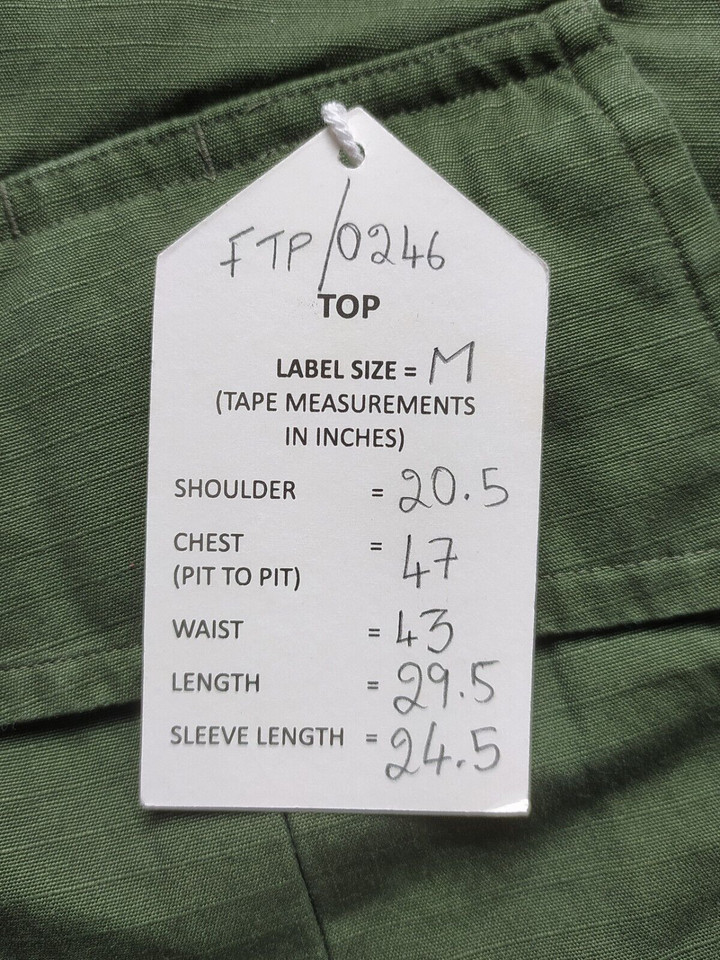 FTP/0246
TOP
LABEL SIZE = M
(TAPE MEASUREMENTS
IN INCHES)
SHOULDER = 20.5
CHEST = 47
(PIT TO PIT)
WAIST = 43
LENGTH = 29.5
SLEEVE LENGTH = 24.5